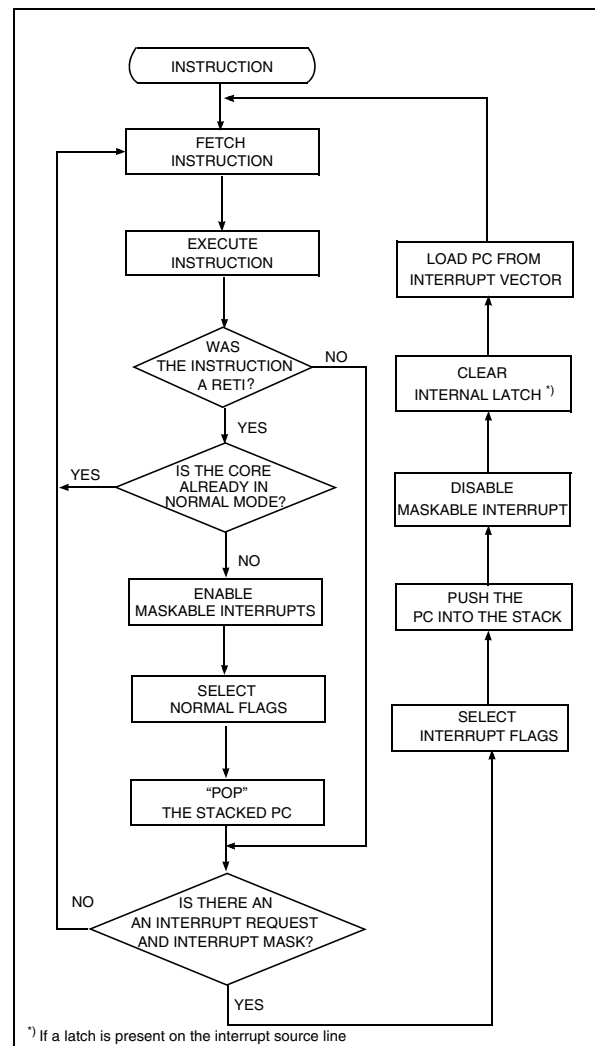 INSTRUCTION
FETCH
INSTRUCTION
EXECUTE
INSTRUCTION
WAS
THE INSTRUCTION
A RETI?
NO
YES
IS THE CORE
ALREADY IN
NORMAL MODE?
YES
NO
ENABLE
MASKABLE INTERRUPTS
SELECT
NORMAL FLAGS
“POP”
THE STACKED PC
IS THERE AN
AN INTERRUPT REQUEST
AND INTERRUPT MASK?
NO
YES
SELECT
INTERRUPT FLAGS
PUSH THE
PC INTO THE STACK
DISABLE
MASKABLE INTERRUPT
CLEAR
INTERNAL LATCH *)
LOAD PC FROM
INTERRUPT VECTOR
*) If a latch is present on the interrupt source line